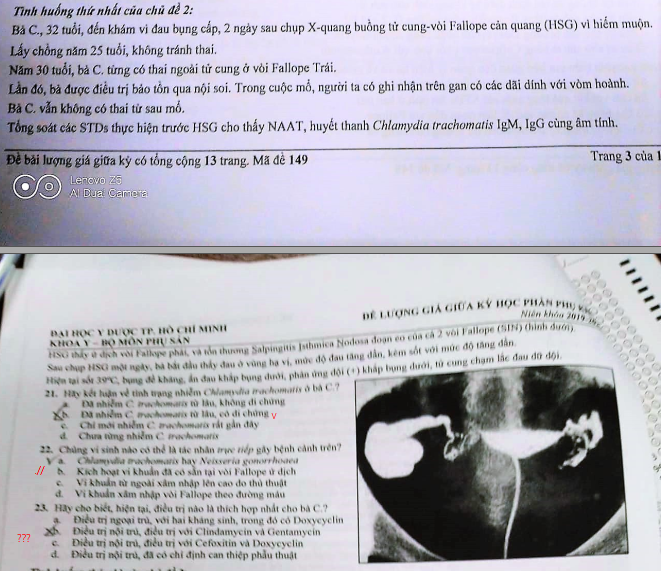 Tình huống thứ nhất của chủ đề 2:
Bà C., 32 tuổi, đến khám vì đau bụng cấp, 2 ngày sau chụp X-quang buồng tử cung-vòi Fallope cản quang (HSG) vì hiếm muộn.
Lấy chồng năm 25 tuổi, không tránh thai.
Năm 30 tuổi, bà C. từng có thai ngoài tử cung ở vòi Fallope Trái.
Lần đó, bà được điều trị bảo tồn qua nội soi. Trong cuộc mổ, người ta có ghi nhận trên gan có các dải dính với vòm hoành.
Bà C. vẫn không có thai từ sau mổ.
Tổng soát các STDs thực hiện trước HSG cho thấy NAAT, huyết thanh Chlamydia trachomatis IgM, IgG cùng âm tính.
Đề bài lượng giá giữa kỳ có tổng cộng 13 trang. Mã đề 149
Trang 3 của 1
Lenovo Z5
AI Dual Camera
ĐẠI HỌC Y DƯỢC TP. HỒ CHÍ MINH
KHOA Y – BỘ MÔN PHỤ SẢN
ĐỀ LƯỢNG GIÁ GIỮA KỲ HỌC PHẦN PHỤ
Niên khóa 2019
HSG thấy ứ dịch vòi Fallope phải, và tổn thương Salpingitis Isthmica Nodosa đoạn eo của cả 2 vòi Fallope (SIN) (hình dưới).
Sau chụp HSG một ngày, bà bắt đầu thấy đau ở vùng hạ vị, mức độ đau tăng dần, kèm sốt với mức độ tăng dần.
Hiện tại sốt 39°C, bụng đề kháng, ấn đau khắp bụng dưới, phản ứng dội (+) khắp bụng dưới, tử cung chạm lắc đau dữ dội.
21. Hãy kết luận về tình trạng nhiễm Chlamydia trachomatis ở bà C.?
a. Đã nhiễm C. trachomatis từ lâu, không di chứng
b. Đã nhiễm C. trachomatis từ lâu, có di chứng v
c. Chỉ mới nhiễm C. trachomatis rất gần đây
d. Chưa từng nhiễm C. trachomatis
22. Chủng vi sinh nào có thể là tác nhân trực tiếp gây bệnh cảnh trên?
a. Chlamydia trachomatis hay Neisseria gonorrhoaea
.// b. Kích hoạt vi khuẩn đã có sẵn tại vòi Fallope ứ dịch
c. Vi khuẩn từ ngoài xâm nhập lên cao do thủ thuật
d. Vi khuẩn xâm nhập vòi Fallope theo đường máu
23. Hãy cho biết, hiện tại, điều trị nào là thích hợp nhất cho bà C.?
a. Điều trị ngoại trú, với hai kháng sinh, trong đó có Doxycyclin
??? b. Điều trị nội trú, điều trị với Clindamycin và Gentamycin
c. Điều trị nội trú, điều trị với Cefoxitin và Doxycyclin
d. Điều trị nội trú, đã có chỉ định can thiệp phẫu thuật